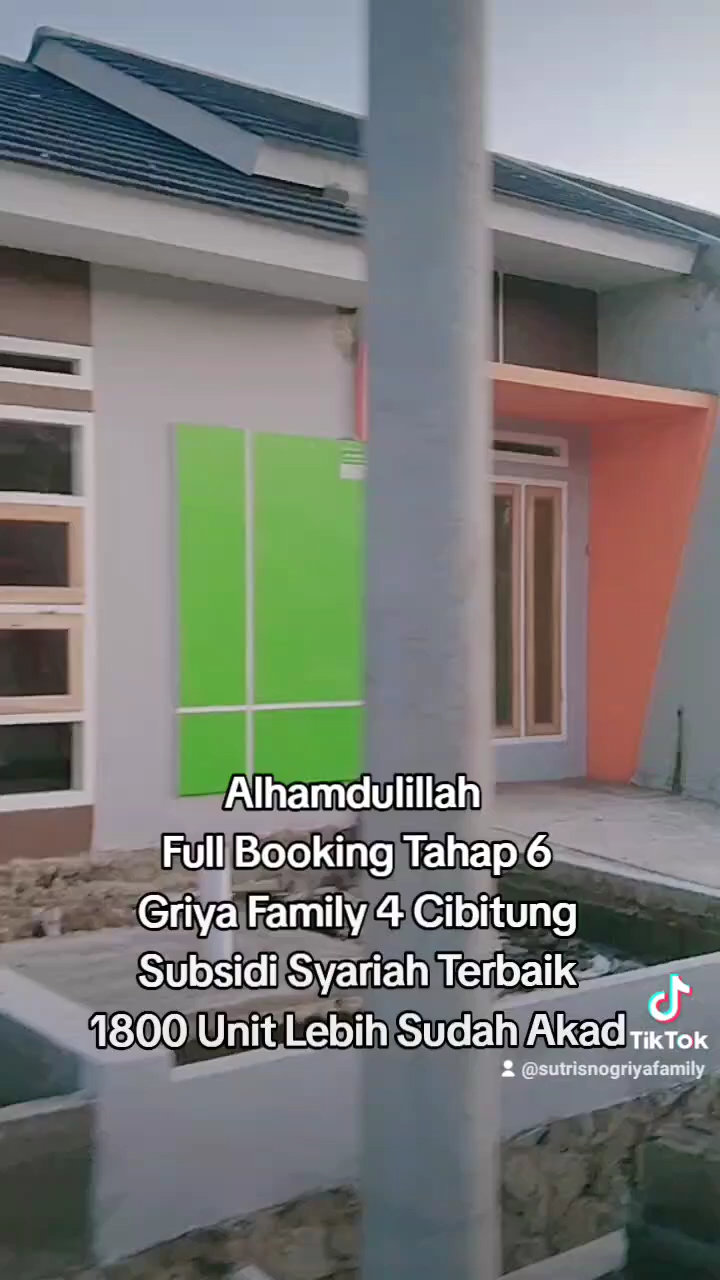 Alhamdulillah
Full Booking Tahap 6
Griya Family 4 Cibitung
Subsidi Syariah Terbaik
1800 Unit Lebih Sudah Akad
TikTok
@sutrisnogriyafamily